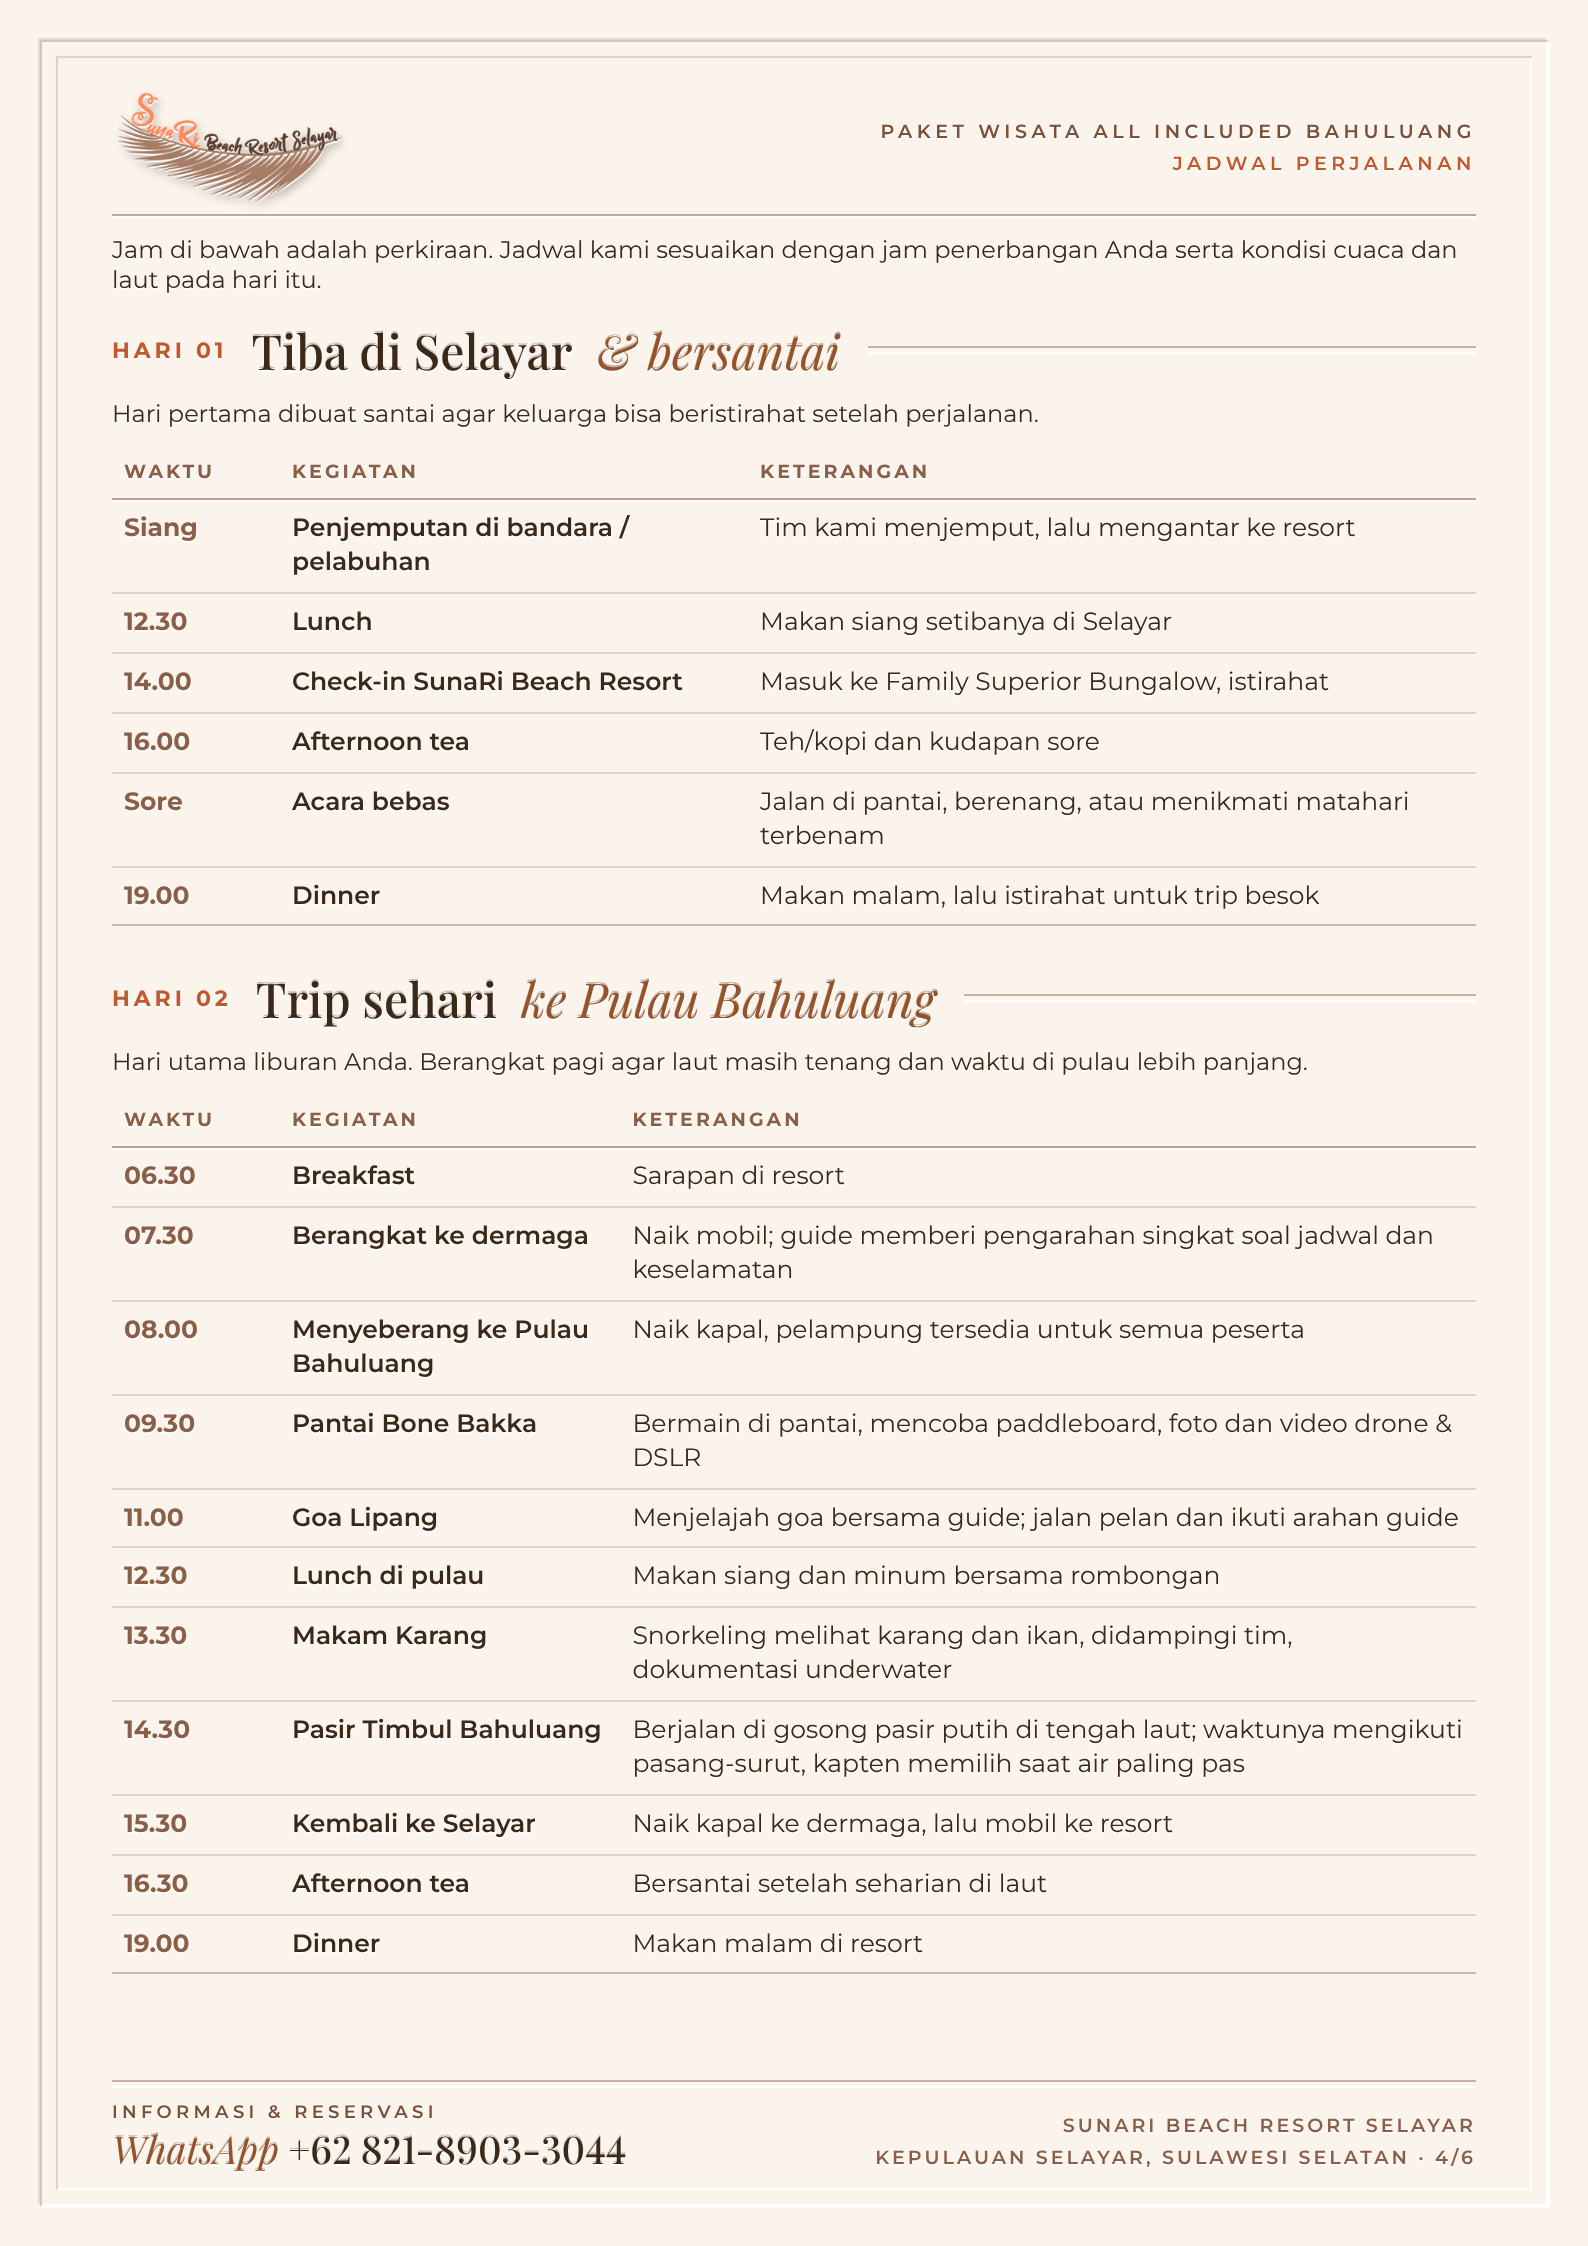 SunaRi Beach Resort Selayar
PAKET WISATA ALL INCLUDED BAHULUANG
JADWAL PERJALANAN
Jam di bawah adalah perkiraan. Jadwal kami sesuaikan dengan jam penerbangan Anda serta kondisi cuaca dan
laut pada hari itu.
HARI 01 Tiba di Selayar & bersantai
Hari pertama dibuat santai agar keluarga bisa beristirahat setelah perjalanan.
WAKTU KEGIATAN KETERANGAN
Siang Penjemputan di bandara / Tim kami menjemput, lalu mengantar ke resort
pelabuhan
12.30 Lunch Makan siang setibanya di Selayar
14.00 Check-in SunaRi Beach Resort Masuk ke Family Superior Bungalow, istirahat
16.00 Afternoon tea Teh/kopi dan kudapan sore
Sore Acara bebas Jalan di pantai, berenang, atau menikmati matahari
terbenam
19.00 Dinner Makan malam, lalu istirahat untuk trip besok
HARI 02 Trip sehari ke Pulau Bahuluang
Hari utama liburan Anda. Berangkat pagi agar laut masih tenang dan waktu di pulau lebih panjang.
WAKTU KEGIATAN KETERANGAN
06.30 Breakfast Sarapan di resort
07.30 Berangkat ke dermaga Naik mobil; guide memberi pengarahan singkat soal jadwal dan
keselamatan
08.00 Menyeberang ke Pulau Naik kapal, pelampung tersedia untuk semua peserta
Bahuluang
09.30 Pantai Bone Bakka Bermain di pantai, mencoba paddleboard, foto dan video drone &
DSLR
11.00 Goa Lipang Menjelajah goa bersama guide; jalan pelan dan ikuti arahan guide
12.30 Lunch di pulau Makan siang dan minum bersama rombongan
13.30 Makam Karang Snorkeling melihat karang dan ikan, didampingi tim,
dokumentasi underwater
14.30 Pasir Timbul Bahuluang Berjalan di gosong pasir putih di tengah laut; waktunya mengikuti
pasang-surut, kapten memilih saat air paling pas
15.30 Kembali ke Selayar Naik kapal ke dermaga, lalu mobil ke resort
16.30 Afternoon tea Bersantai setelah seharian di laut
19.00 Dinner Makan malam di resort
INFORMASI & RESERVASI
WhatsApp +62 821-8903-3044
SUNARI BEACH RESORT SELAYAR
KEPULAUAN SELAYAR, SULAWESI SELATAN · 4/6